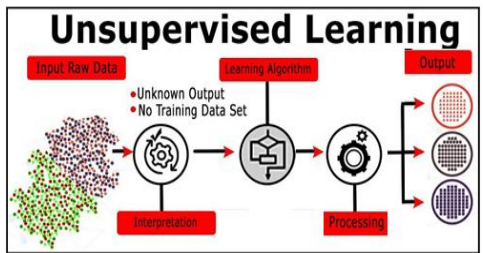 Unsupervised Learning
Input Raw Data
Learning Algorithm
Output
Unknown Output
No Training Data Set
Interpretation
Processing